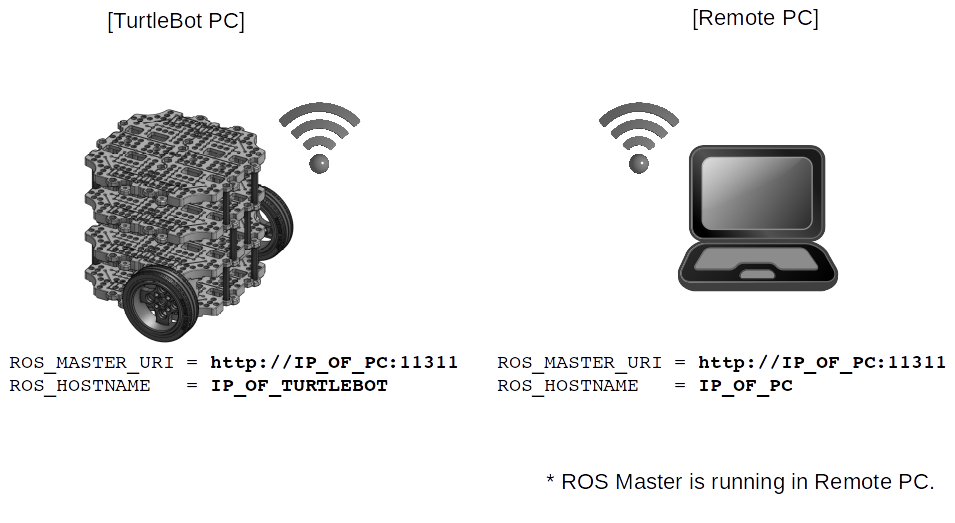 [TurtleBot PC]
[Remote PC]
ROS_MASTER_URI = http://IP_OF_PC:11311
ROS_HOSTNAME = IP_OF_TURTLEBOT
ROS_MASTER_URI = http://IP_OF_PC:11311
ROS_HOSTNAME = IP_OF_PC
* ROS Master is running in Remote PC.